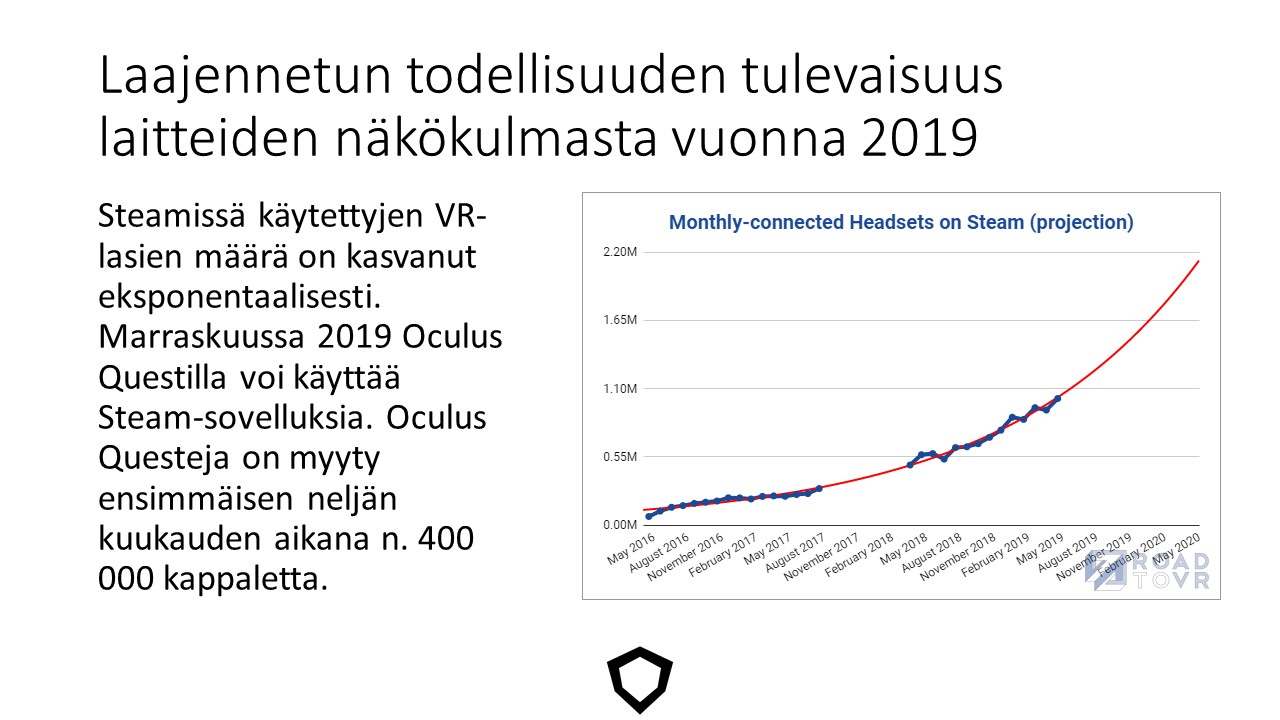 Laajennetun todellisuuden tulevaisuus
laitteiden näkökulmasta vuonna 2019
Steamissä käytettyjen VR-
lasien määrä on kasvanut
eksponentaalisesti.
Marraskuussa 2019 Oculus
Questilla voi käyttää
Steam-sovelluksia. Oculus
Questeja on myyty
ensimmäisen neljän
kuukauden aikana n. 400
000 kappaletta.
Monthly-connected Headsets on Steam (projection)
2.20M
1.65M
1.10M
0.55M
0.00M
May 2016
August 2016
November 2016
February 2017
May 2017
August 2017
November 2017
February 2018
May 2018
August 2018
November 2018
February 2019
May 2019
August 2019
November 2019
February 2020
May 2020
ROAD
TOVR